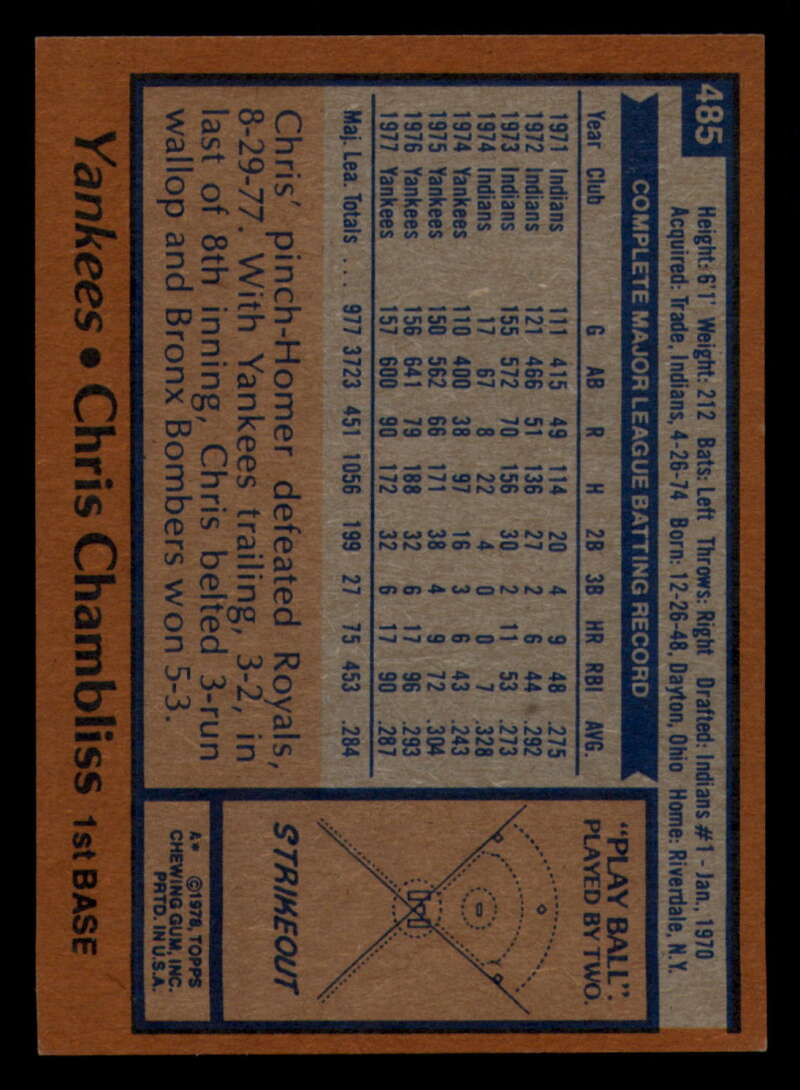 485
Height: 6'1" Weight: 212 Bats: Left Throws: Right Drafted: Indians #1 - Jan., 1970
Acquired: Trade, Indians, 4-26-74 Born: 12-26-48, Dayton, Ohio Home: Riverdale, N.Y.
COMPLETE MAJOR LEAGUE BATTING RECORD
Year Club G AB R H 2B 3B HR RBI AVG.
1971 Indians 111 415 49 114 20 4 9 48 .275
1972 Indians 121 466 51 136 27 2 6 44 .292
1973 Indians 155 572 70 156 30 2 11 53 .273
1974 Indians 17 67 8 22 4 0 0 7 .328
1974 Yankees 110 400 38 97 16 3 6 43 .243
1975 Yankees 150 562 66 171 38 4 9 72 .304
1976 Yankees 156 641 79 188 32 6 17 96 .293
1977 Yankees 157 600 90 172 32 6 17 90 .287
Maj. Lea. Totals ... 977 3723 451 1056 199 27 75 453 .284
Chris' pinch-Homer defeated Royals,
8-29-77. With Yankees trailing, 3-2, in
last of 8th inning, Chris belted 3-run
wallop and Bronx Bombers won 5-3.
"PLAY BALL".
PLAYED BY TWO.
STRIKEOUT
A* ©1978, TOPPS
CHEWING GUM, INC.
PRTD. IN U.S.A.
Yankees • Chris Chambliss 1st BASE